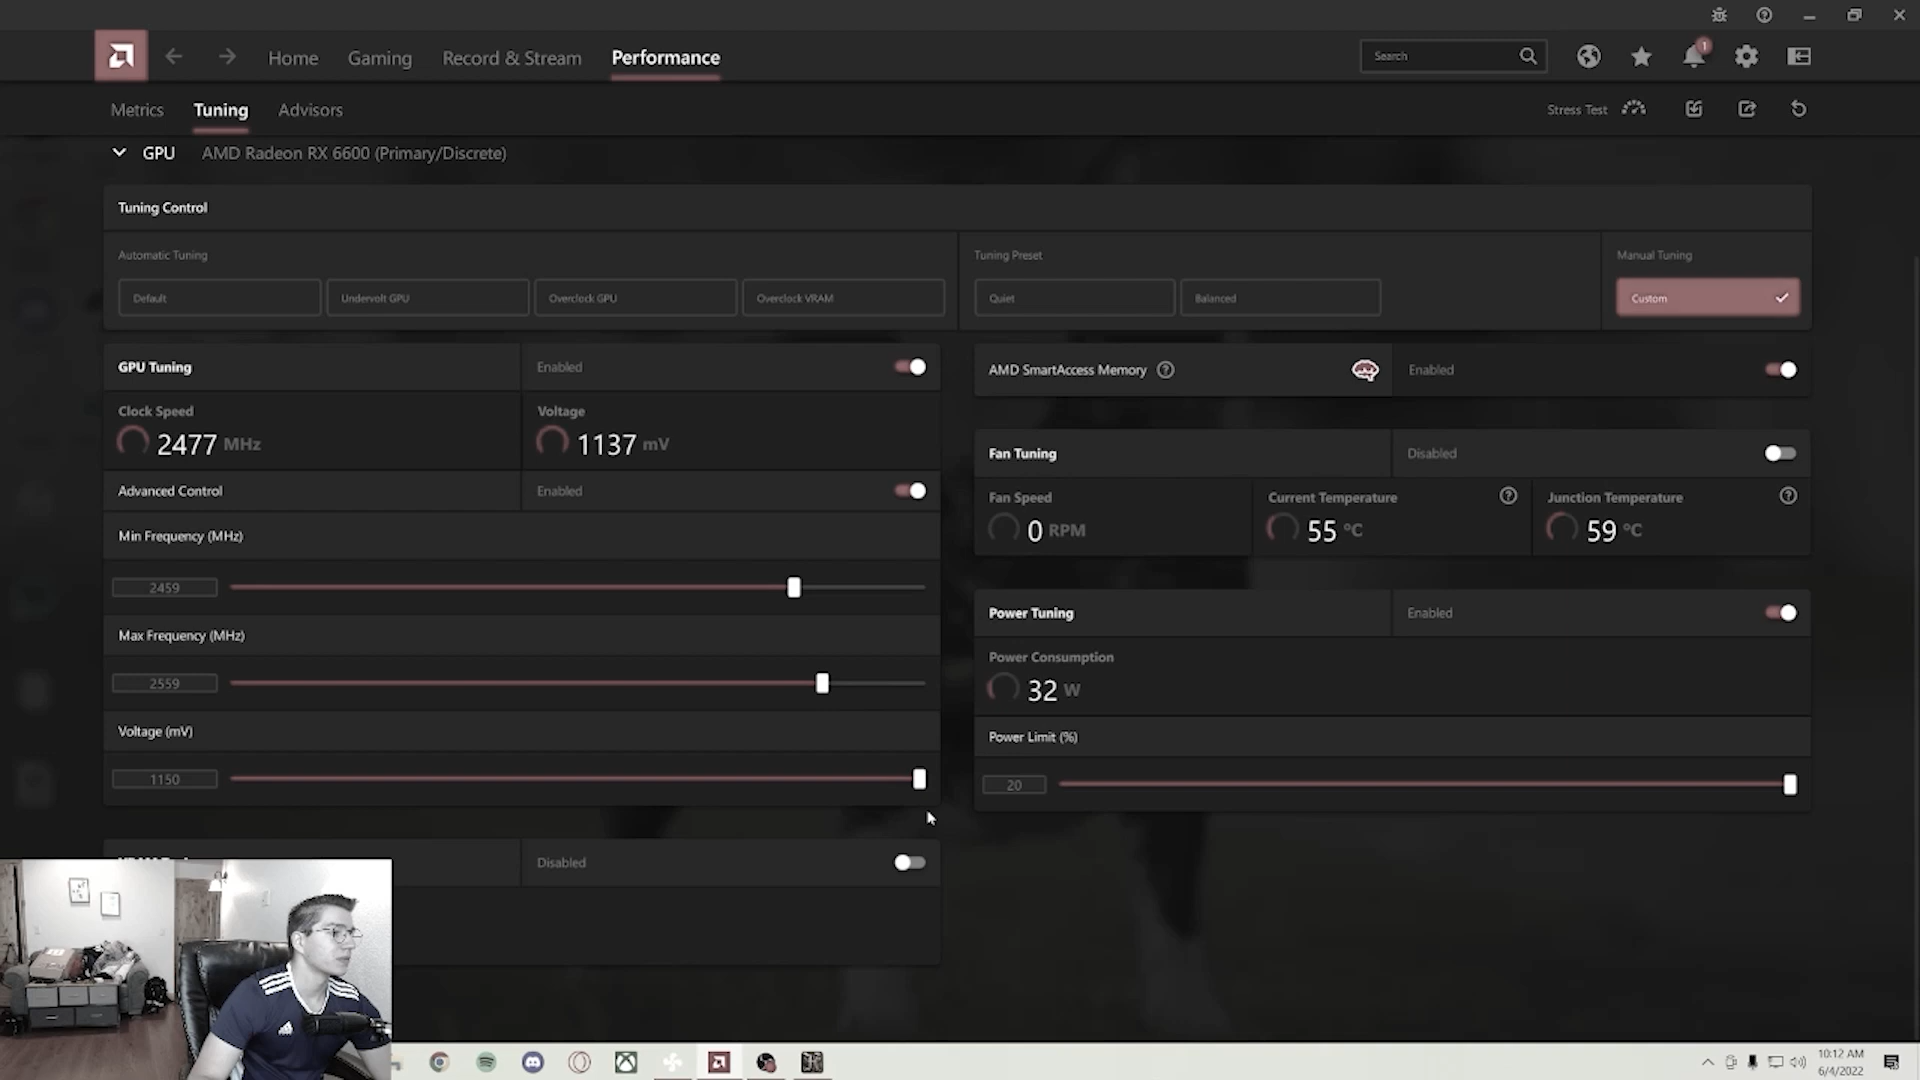 Home Gaming Record & Stream Performance
Search
1
Metrics Tuning Advisors
Stress Test
GPU AMD Radeon RX 6600 (Primary/Discrete)
Tuning Control
Automatic Tuning
Tuning Preset
Manual Tuning
Default
Undervolt GPU
Overclock GPU
Overclock VRAM
Quiet
Balanced
Custom
GPU Tuning
Enabled
Clock Speed
2477 MHz
Voltage
1137 mV
Advanced Control
Enabled
Min Frequency (MHz)
2459
Max Frequency (MHz)
2559
Voltage (mV)
1150
Disabled
AMD SmartAccess Memory
Enabled
Fan Tuning
Disabled
Fan Speed
0 RPM
Current Temperature
55 °C
Junction Temperature
59 °C
Power Tuning
Enabled
Power Consumption
32 W
Power Limit (%)
20
10:12 AM
6/4/2022